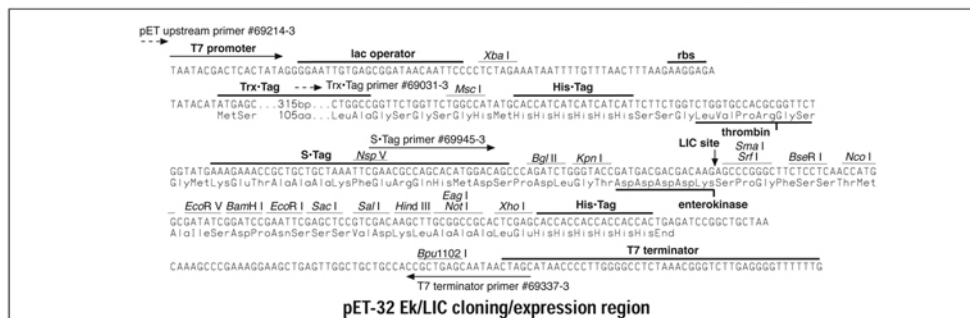 pET upstream primer #69214-3
T7 promoter lac operator Xba I rbs
TAATACGACTCACTATAGGGGAATTGTGAGCGGATAACAATTCCCCTCTAGAAATAATTTTGTTTAACTTTAAGAAGGAGA
Trx•Tag Trx•Tag primer #69031-3 Msc I His•Tag
TATACATATGAGC...315bp...CTGGCCGGTTCTGGTTCTGGCCATATGCACCATCATCATCATCATTCTTCTGGTCTGGTGCCACGCGGTTCT
MetSer 105aa LeuAlaGlySerGlySerGlyHisMetHisHisHisHisHisHisSerSerGlyLeuValProArgGlySer
thrombin
S•Tag primer #69945-3 LIC site Sma I
S•Tag Nsp V Bgl II Kpn I Srf I BseR I Nco I
GGTATGAAAGAAACCGCTGCTGCTAAATTCGAACGCCAGCACATGGACAGCCCAGATCTGGGTACCGATGACGACGACAAGAGCCCGGGCTTCTCCTCAACCATG
GlyMetLysGluThrAlaAlaAlaLysPheGluArgGlnHisMetAspSerProAspLeuGlyThrAspAspAspAspLysSerProGlyPheSerSerThrMet
enterokinase
EcoR V BamH I EcoR I Sac I Sal I Hind III Eag I Not I Xho I His•Tag
GCGATATCGGATCCGAATTCGAGCTCCGTCGACAAGCTTGCGGCCGCACTCGAGCACCACCACCACCACCACTGAGATCCGGCTGCTAA
AlaIleSerAspProAsnSerSerSerValAspLysLeuAlaAlaAlaLeuGluHisHisHisHisHisHisEnd
Bpu1102 I T7 terminator
CAAAGCCCGAAAGGAAGCTGAGTTGGCTGCTGCCACCGCTGAGCAATAACTAGCATAACCCCTTGGGGCCTCTAAACGGGTCTTGAGGGGTTTTTTG
T7 terminator primer #69337-3
pET-32 Ek/LIC cloning/expression region